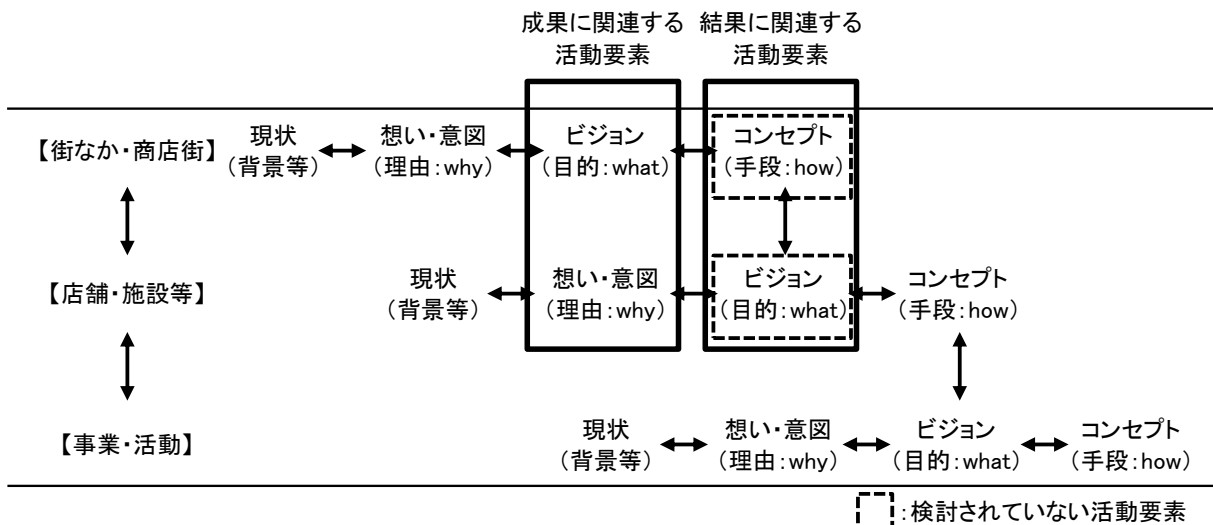 成果に関連する 結果に関連する
活動要素 活動要素
【街なか・商店街】 現状 想い・意図 ビジョン コンセプト
(背景等) (理由:why) (目的:what) (手段:how)
【店舗・施設等】 現状 想い・意図 ビジョン コンセプト
(背景等) (理由:why) (目的:what) (手段:how)
【事業・活動】 現状 想い・意図 ビジョン コンセプト
(背景等) (理由:why) (目的:what) (手段:how)
:検討されていない活動要素